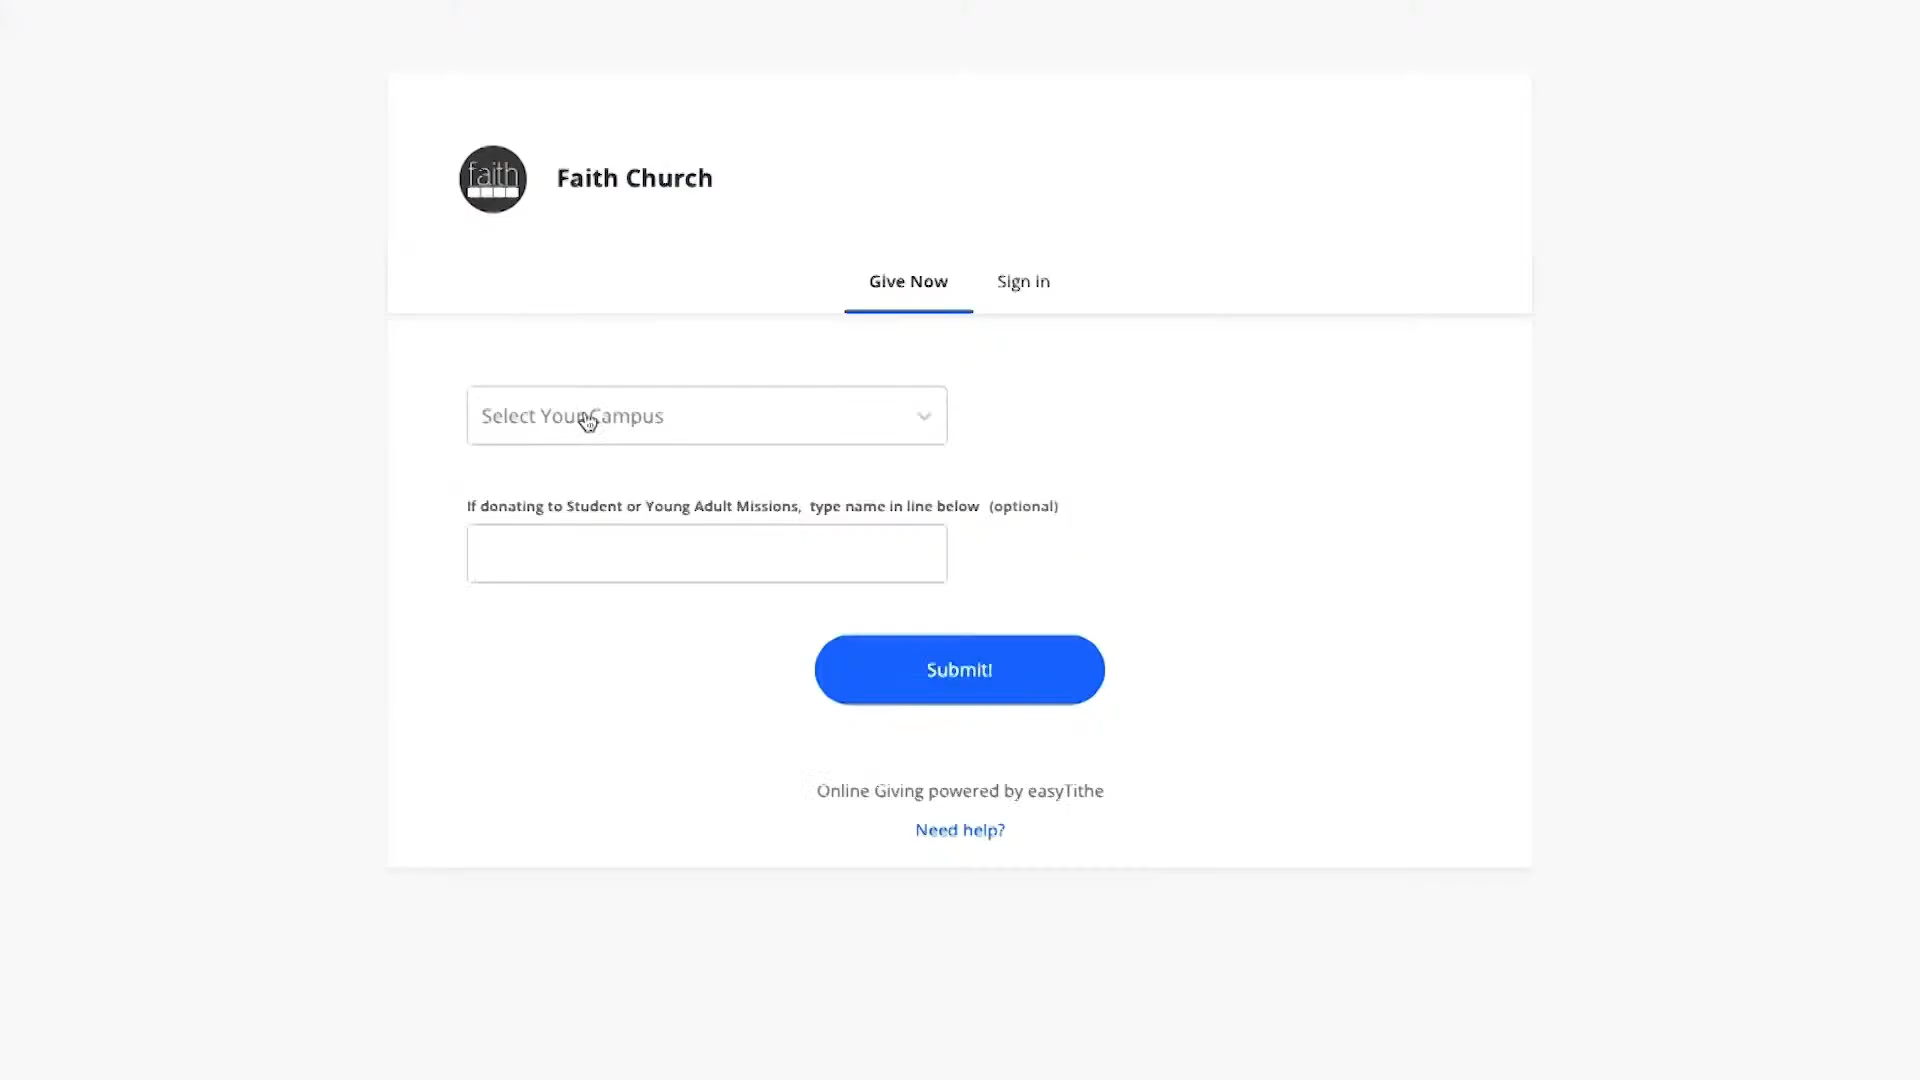 faith
Faith Church
Give Now
Sign in
Select Your Campus
If donating to Student or Young Adult Missions, type name in line below (optional)
Submit!
Online Giving powered by easyTithe
Need help?